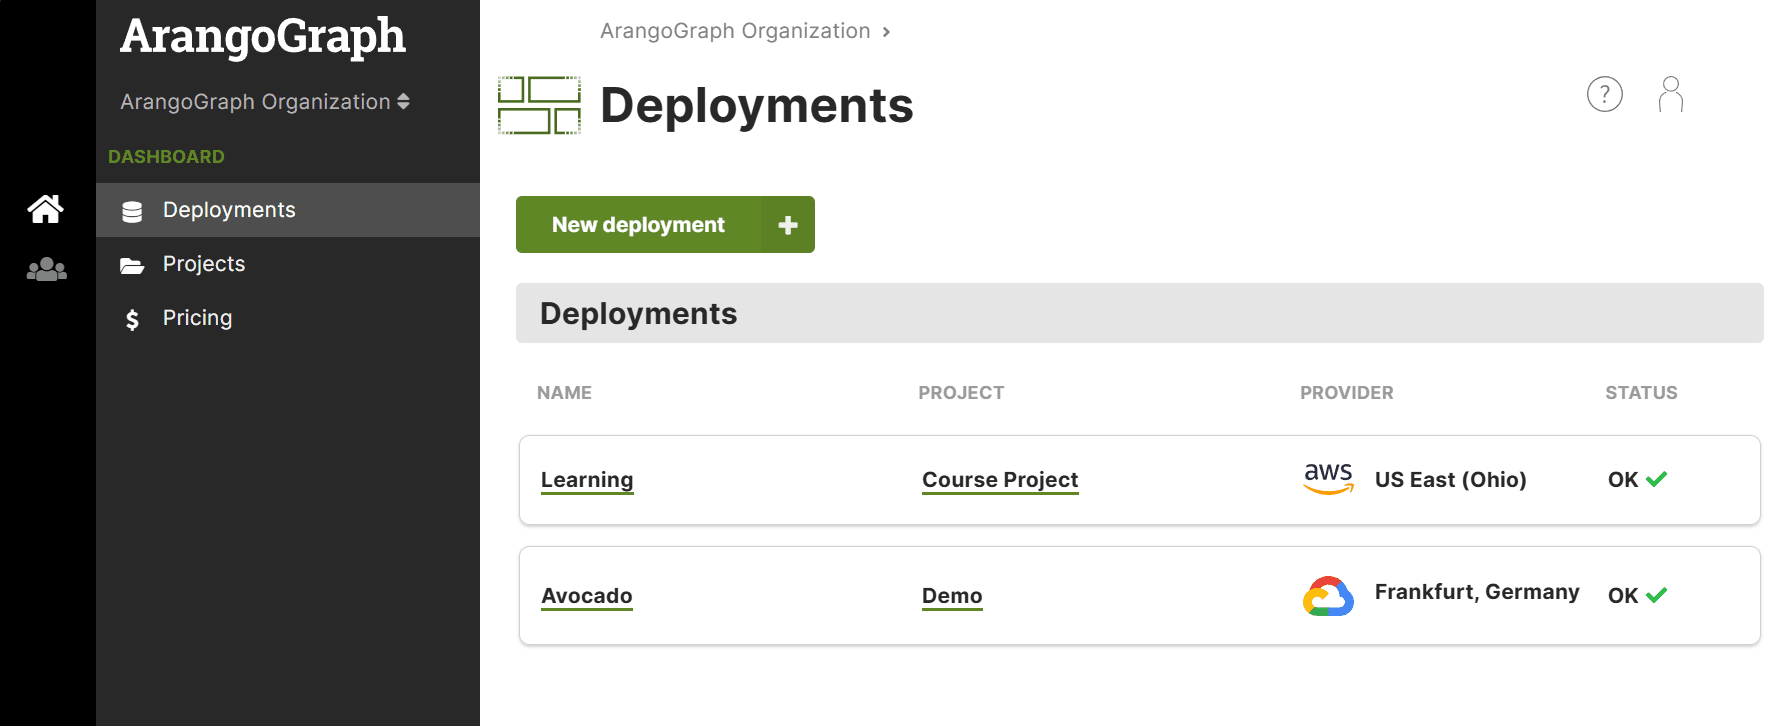 ArangoGraph
ArangoGraph Organization
DASHBOARD
Deployments
Projects
Pricing
ArangoGraph Organization
Deployments
?
New deployment +
Deployments
NAME PROJECT PROVIDER STATUS
Learning Course Project aws US East (Ohio) OK
Avocado Demo Frankfurt, Germany OK